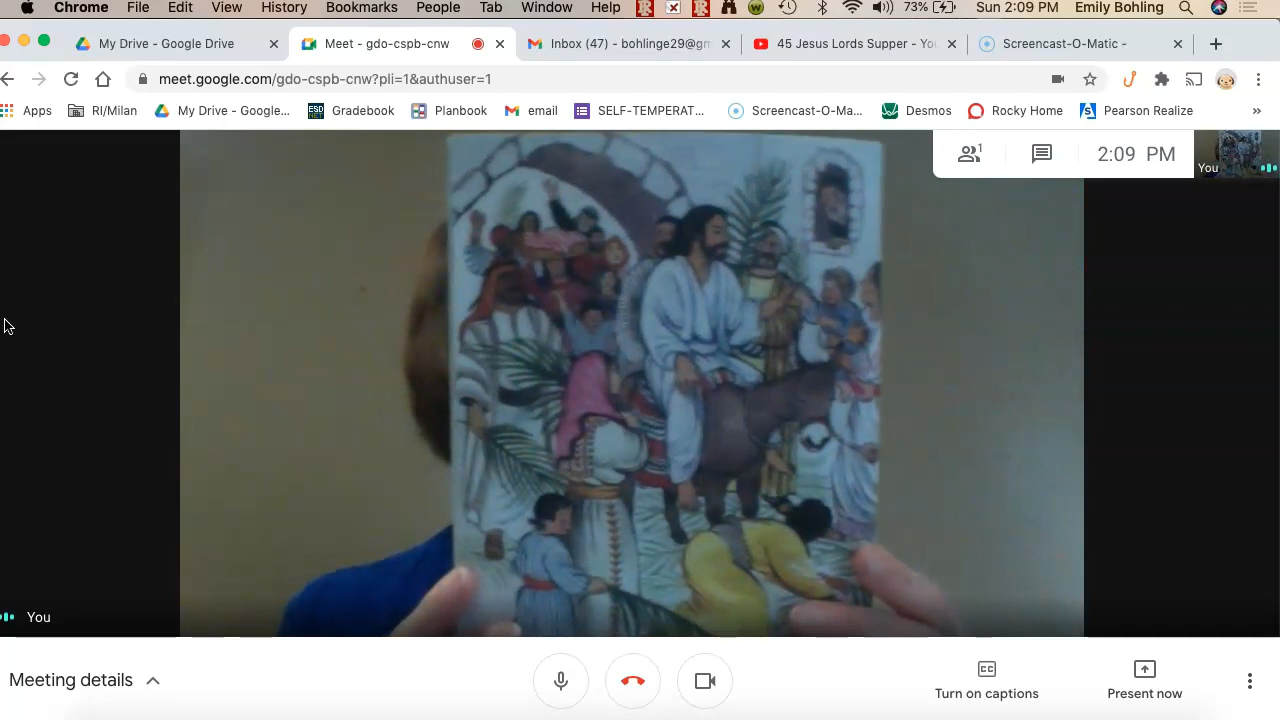 Chrome File Edit View History Bookmarks People Tab Window Help 73% Sun 2:09 PM Emily Bohling
My Drive - Google Drive Meet - gdo-cspb-cnw Inbox (47) - bohlinge29@gm 45 Jesus Lords Supper - Yo Screencast-O-Matic -
meet.google.com/gdo-cspb-cnw?pli=1&authuser=1
Apps RI/Milan My Drive - Google... Gradebook Planbook email SELF-TEMPERAT... Screencast-O-Ma... Desmos Rocky Home Pearson Realize »
1 2:09 PM
You
You
Meeting details Turn on captions Present now